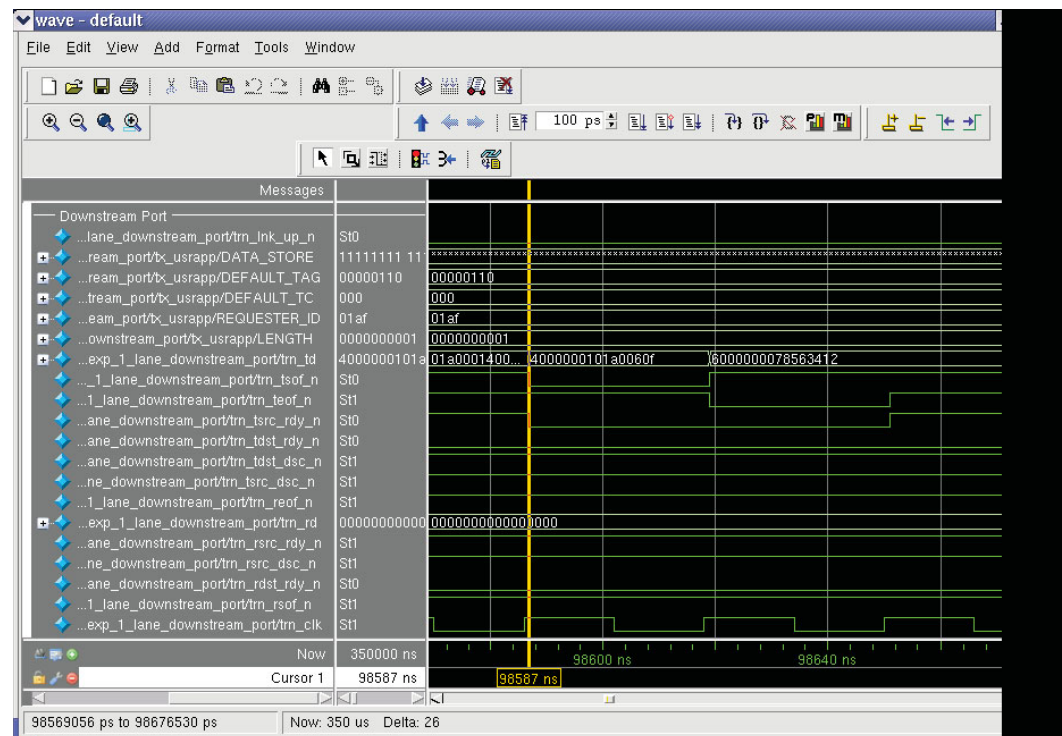 wave - default
File Edit View Add Format Tools Window
100 ps
Messages
Downstream Port
...lane_downstream_port/trn_lnk_up_n St0
...ream_port/tx_usrapp/DATA_STORE 11111111 11
...ream_port/tx_usrapp/DEFAULT_TAG 00000110 00000110
...tream_port/tx_usrapp/DEFAULT_TC 000 000
...eam_port/tx_usrapp/REQUESTER_ID 01af 01af
...ownstream_port/tx_usrapp/LENGTH 0000000001 0000000001
...exp_1_lane_downstream_port/trn_td 4000000101a 01a0001400... 4000000101a0060f 6000000078563412
..._1_lane_downstream_port/trn_tsof_n St0
...1_lane_downstream_port/trn_teof_n St1
...ane_downstream_port/trn_tsrc_rdy_n St0
...ane_downstream_port/trn_tdst_rdy_n St0
...ane_downstream_port/trn_tdst_dsc_n St1
...ne_downstream_port/trn_tsrc_dsc_n St1
...1_lane_downstream_port/trn_reof_n St1
...exp_1_lane_downstream_port/trn_rd 00000000000 0000000000000000
...ane_downstream_port/trn_rsrc_rdy_n St1
...ne_downstream_port/trn_rsrc_dsc_n St1
...ane_downstream_port/trn_rdst_rdy_n St0
...1_lane_downstream_port/trn_rsof_n St1
...exp_1_lane_downstream_port/trn_clk St1
Now 350000 ns 98600 ns 98640 ns
Cursor 1 98587 ns 98587 ns
98569056 ps to 98676530 ps Now: 350 us Delta: 26